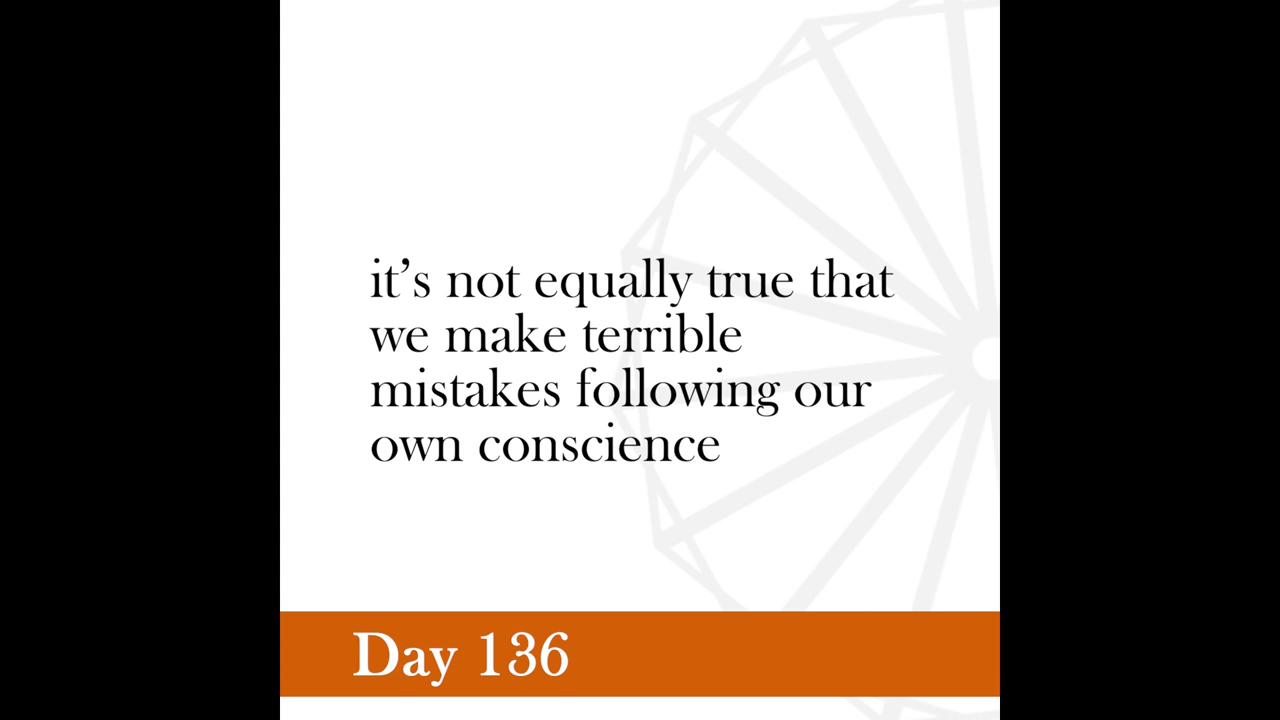 it’s not equally true that
we make terrible
mistakes following our
own conscience
Day 136